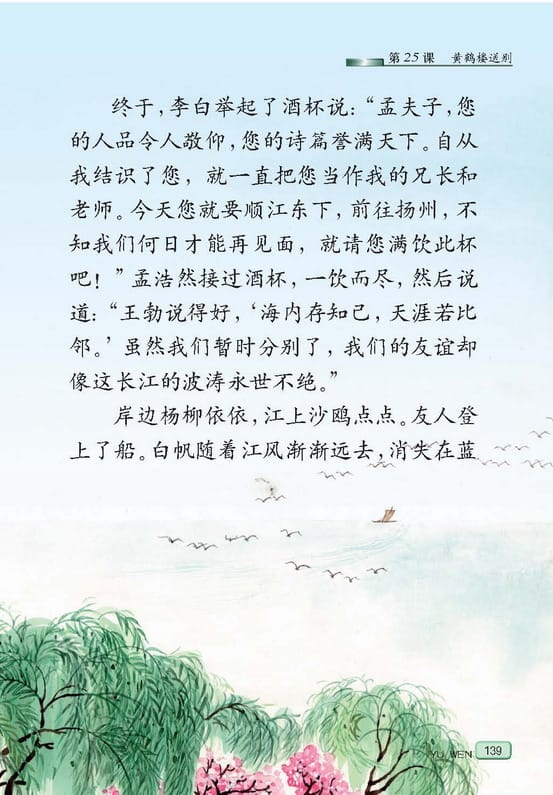 第25课 黄鹤楼送别
终于,李白举起了酒杯说:“孟夫子,您
的人品令人敬仰,您的诗篇誉满天下。自从
我结识了您,就一直把您当作我的兄长和
老师。今天您就要顺江东下,前往扬州,不
知我们何日才能再见面,就请您满饮此杯
吧!”孟浩然接过酒杯,一饮而尽,然后说
道:“王勃说得好,‘海内存知己,天涯若比
邻。’虽然我们暂时分别了,我们的友谊却
像这长江的波涛永世不绝。”
岸边杨柳依依,江上沙鸥点点。友人登
上了船。白帆随着江风渐渐远去,消失在蓝
YU WEN 139